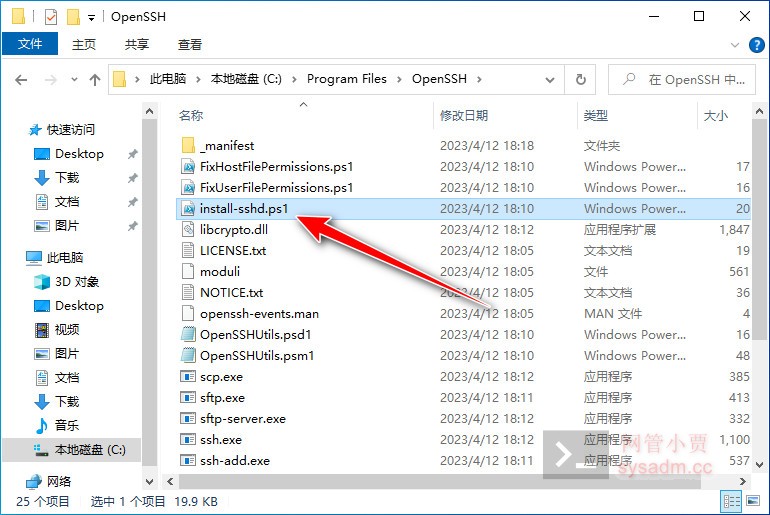 OpenSSH
文件 主页 共享 查看
此电脑 本地磁盘 (C:) Program Files OpenSSH 在 OpenSSH 中...
名称 修改日期 类型 大小
快速访问
Desktop
下载
文档
图片
此电脑
3D 对象
Desktop
视频
图片
文档
下载
音乐
本地磁盘 (C:)
网络
_manifest 2023/4/12 18:18 文件夹
FixHostFilePermissions.ps1 2023/4/12 18:10 Windows Power... 17
FixUserFilePermissions.ps1 2023/4/12 18:10 Windows Power... 16
install-sshd.ps1 2023/4/12 18:10 Windows Power... 20
libcrypto.dll 2023/4/12 18:12 应用程序扩展 1,847
LICENSE.txt 2023/4/12 18:05 文本文档 19
moduli 2023/4/12 18:05 文件 561
NOTICE.txt 2023/4/12 18:05 文本文档 36
openssh-events.man 2023/4/12 18:05 MAN 文件 4
OpenSSHUtils.psd1 2023/4/12 18:10 Windows Power... 16
OpenSSHUtils.psm1 2023/4/12 18:10 Windows Power... 48
scp.exe 2023/4/12 18:12 应用程序 385
sftp.exe 2023/4/12 18:11 应用程序 413
sftp-server.exe 2023/4/12 18:12 应用程序 332
ssh.exe 2023/4/12 18:12 应用程序 1,100
ssh-add.exe 2023/4/12 18:11 应用程序 537
网管小贾
sysadm.cc
25 个项目 选中 1 个项目 19.9 KB